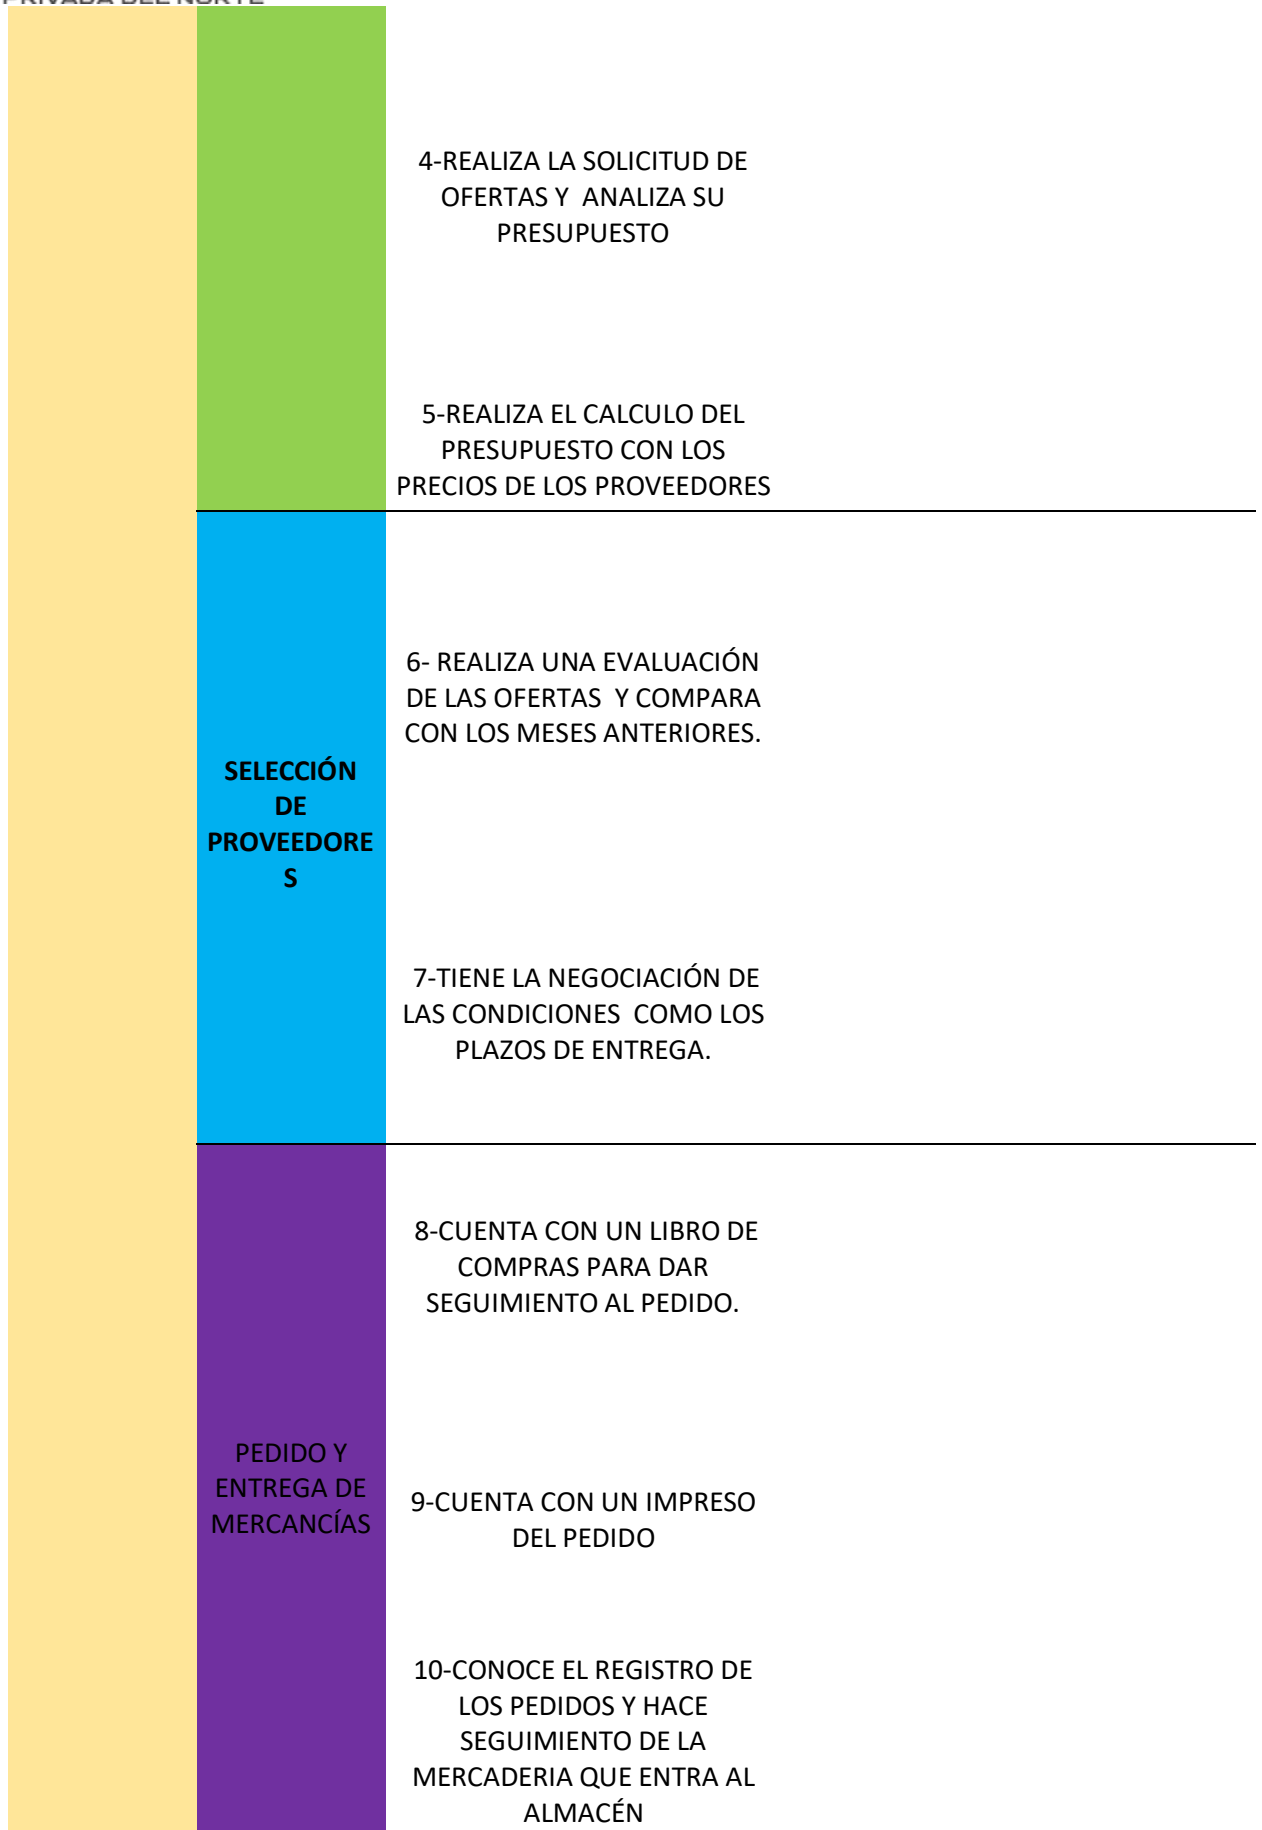 PRIVADA DEL NORTE
4-REALIZA LA SOLICITUD DE
OFERTAS Y  ANALIZA SU
PRESUPUESTO
5-REALIZA EL CALCULO DEL
PRESUPUESTO CON LOS
PRECIOS DE LOS PROVEEDORES
SELECCIÓN
DE
PROVEEDORE
S
6- REALIZA UNA EVALUACIÓN
DE LAS OFERTAS  Y COMPARA
CON LOS MESES ANTERIORES.
7-TIENE LA NEGOCIACIÓN DE
LAS CONDICIONES  COMO LOS
PLAZOS DE ENTREGA.
PEDIDO Y
ENTREGA DE
MERCANCÍAS
8-CUENTA CON UN LIBRO DE
COMPRAS PARA DAR
SEGUIMIENTO AL PEDIDO.
9-CUENTA CON UN IMPRESO
DEL PEDIDO
10-CONOCE EL REGISTRO DE
LOS PEDIDOS Y HACE
SEGUIMIENTO DE LA
MERCADERIA QUE ENTRA AL
ALMACÉN